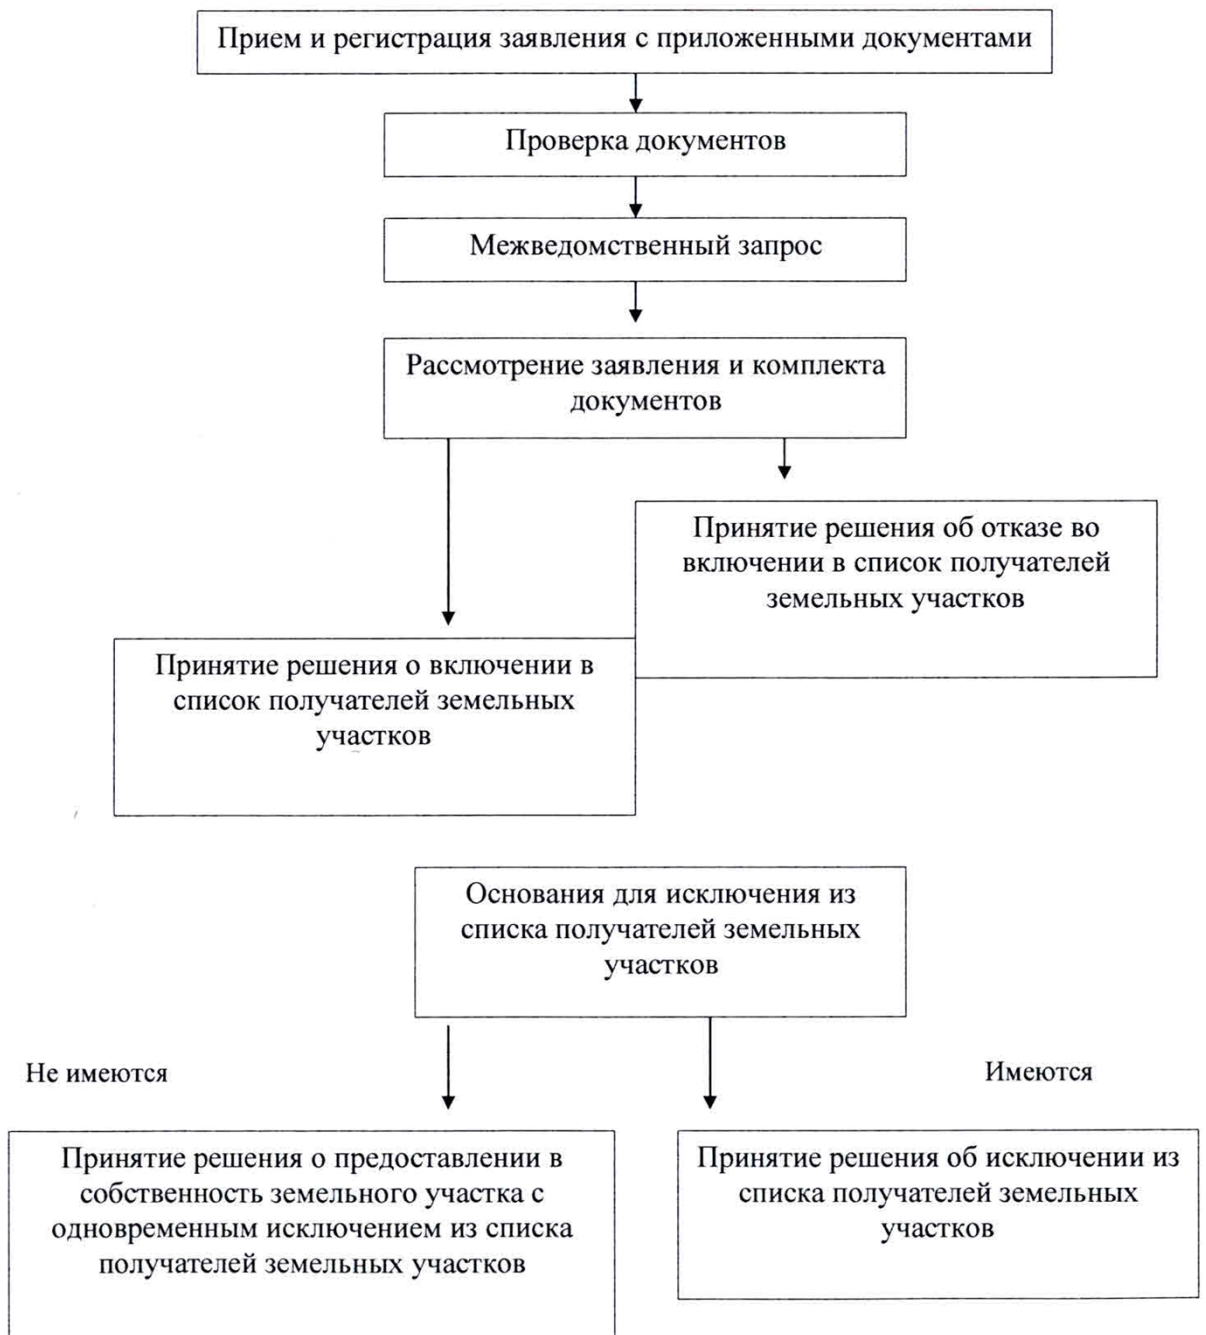 Прием и регистрация заявления с приложенными документами
Проверка документов
Межведомственный запрос
Рассмотрение заявления и комплекта
документов
Принятие решения об отказе во
включении в список получателей
земельных участков
Принятие решения о включении в
список получателей земельных
участков
Основания для исключения из
списка получателей земельных
участков
Не имеются
Имеются
Принятие решения о предоставлении в
собственность земельного участка с
одновременным исключением из списка
получателей земельных участков
Принятие решения об исключении из
списка получателей земельных
участков